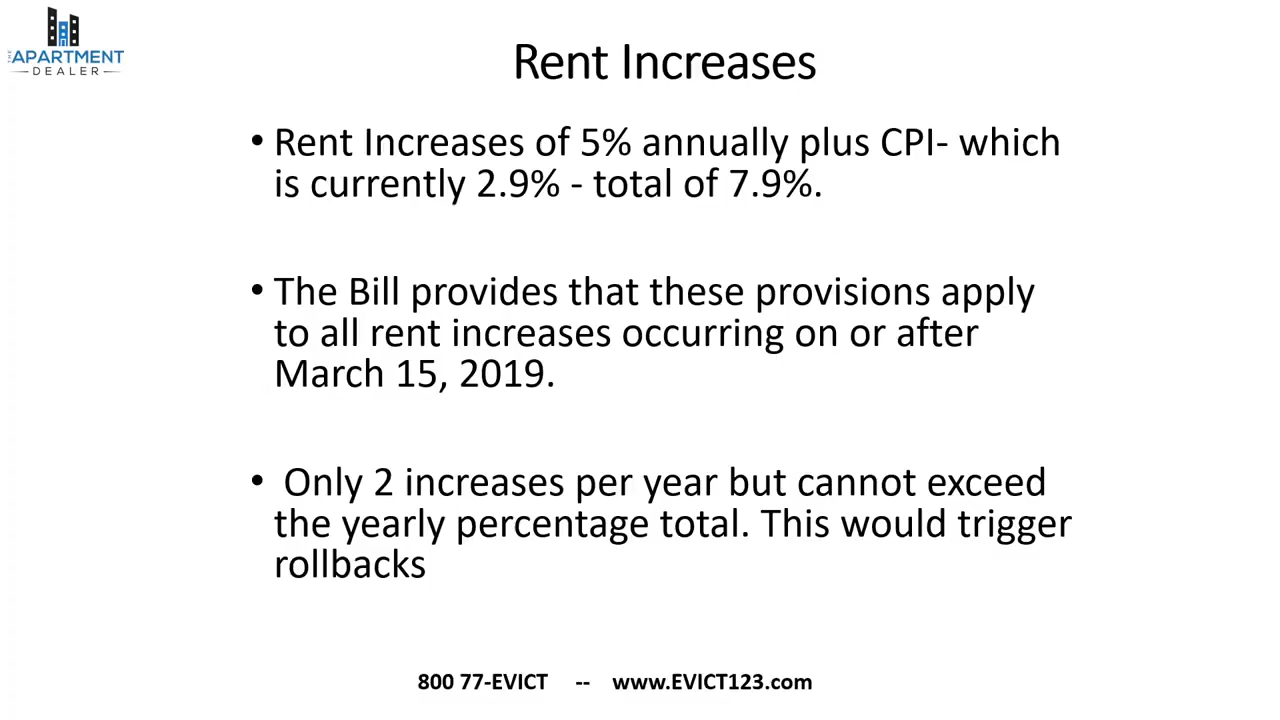 THE
APARTMENT
DEALER
Rent Increases
• Rent Increases of 5% annually plus CPI- which
is currently 2.9% - total of 7.9%.
• The Bill provides that these provisions apply
to all rent increases occurring on or after
March 15, 2019.
• Only 2 increases per year but cannot exceed
the yearly percentage total. This would trigger
rollbacks
800 77-EVICT -- www.EVICT123.com